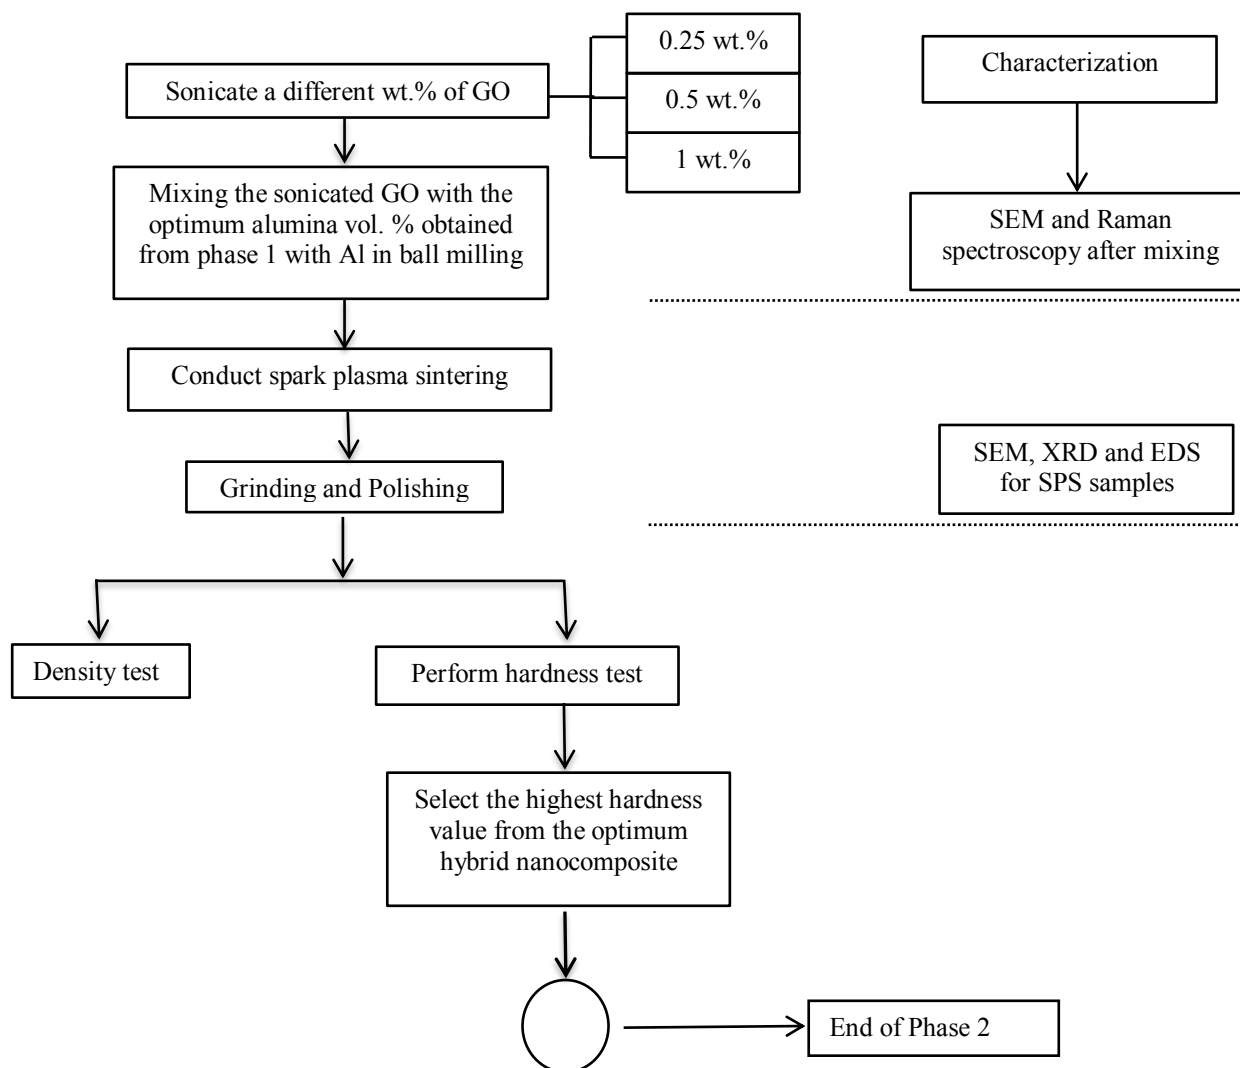 Sonicate a different wt.% of GO
0.25 wt.%
0.5 wt.%
1 wt.%
Characterization
Mixing the sonicated GO with the
optimum alumina vol. % obtained
from phase 1 with Al in ball milling
SEM and Raman
spectroscopy after mixing
Conduct spark plasma sintering
Grinding and Polishing
SEM, XRD and EDS
for SPS samples
Density test
Perform hardness test
Select the highest hardness
value from the optimum
hybrid nanocomposite
End of Phase 2